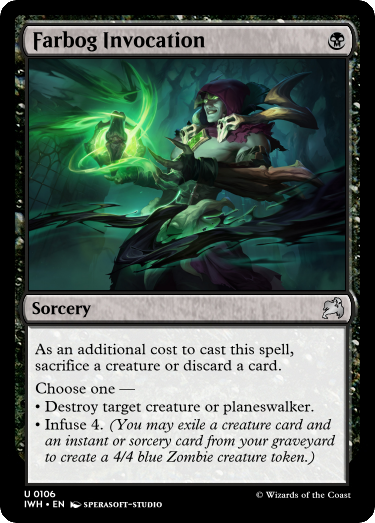 Farbog Invocation
Sorcery
As an additional cost to cast this spell,
sacrifice a creature or discard a card.
Choose one —
• Destroy target creature or planeswalker.
• Infuse 4. (You may exile a creature card and
an instant or sorcery card from your graveyard
to create a 4/4 blue Zombie creature token.)
U 0106
IWH • EN SPERASOFT-STUDIO
© Wizards of the Coast